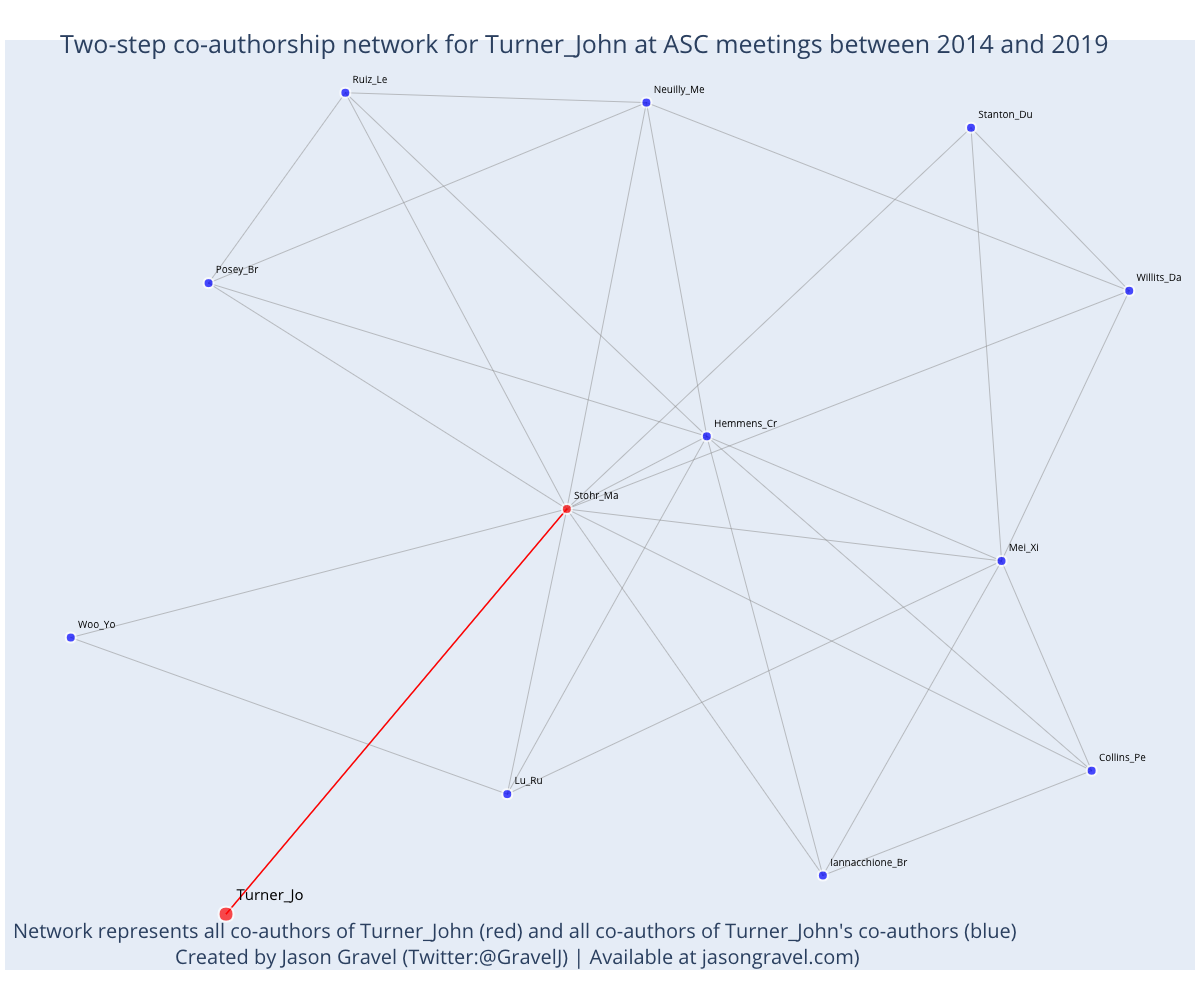 Two-step co-authorship network for Turner_John at ASC meetings between 2014 and 2019
Ruiz_Le
Neuilly_Me
Stanton_Du
Posey_Br
Willits_Da
Hemmens_Cr
Stohr_Ma
Mei_Xi
Woo_Yo
Collins_Pe
Lu_Ru
Iannacchione_Br
Turner_Jo
Network represents all co-authors of Turner_John (red) and all co-authors of Turner_John's co-authors (blue)
Created by Jason Gravel (Twitter:@GravelJ) | Available at jasongravel.com)